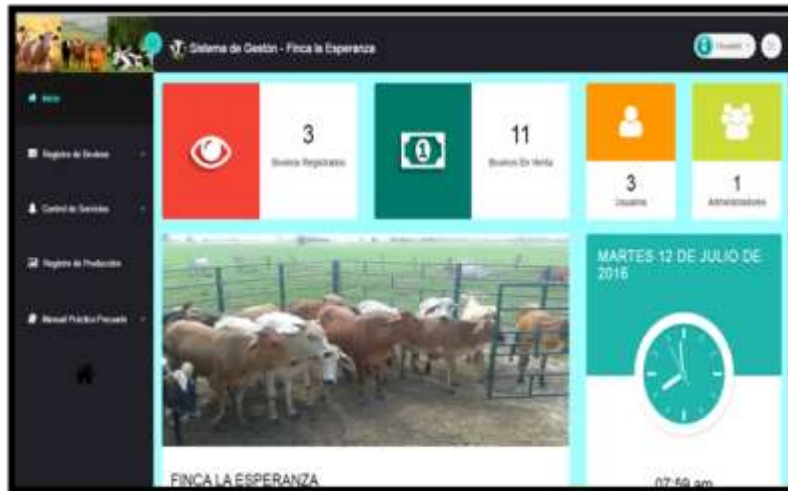 Sistema de Gestión - Finca la Esperanza
Usuario
Inicio
Registro de Bovinos
Control de Servicios
Registro de Producción
Manual Práctico Pecuario
3
Bovinos Registrados
11
Bovinos En Venta
3
Usuarios
1
Administradores
MARTES 12 DE JULIO DE
2016
FINCA LA ESPERANZA
07:59 am